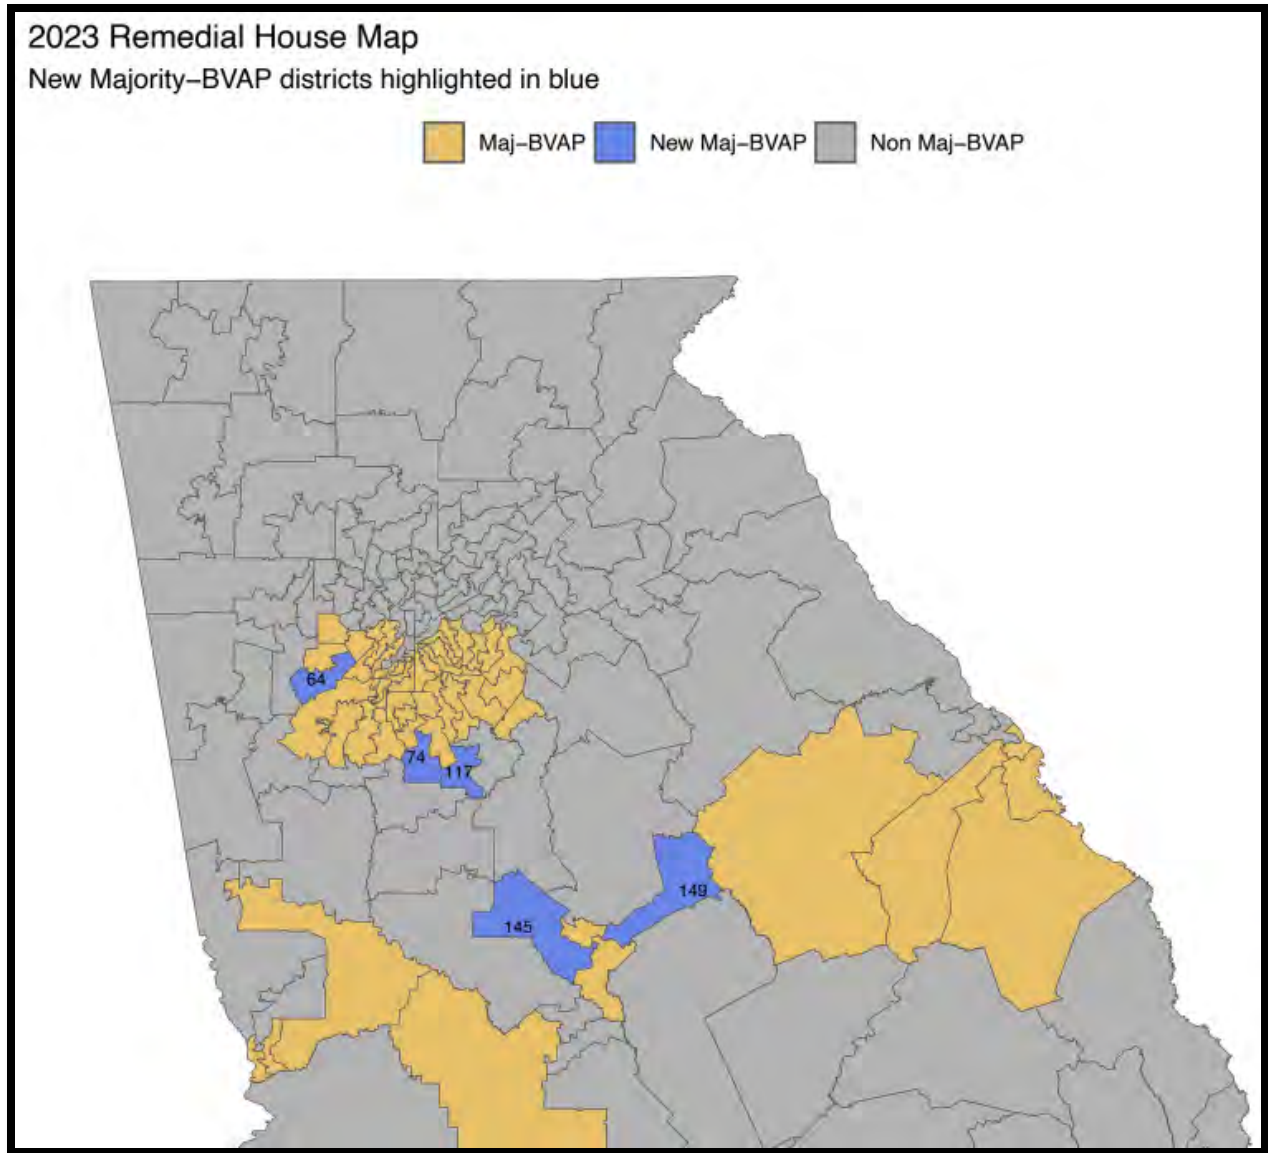 2023 Remedial House Map
New Majority−BVAP districts highlighted in blue
Maj−BVAP New Maj−BVAP Non Maj−BVAP
64
74
117
149
145